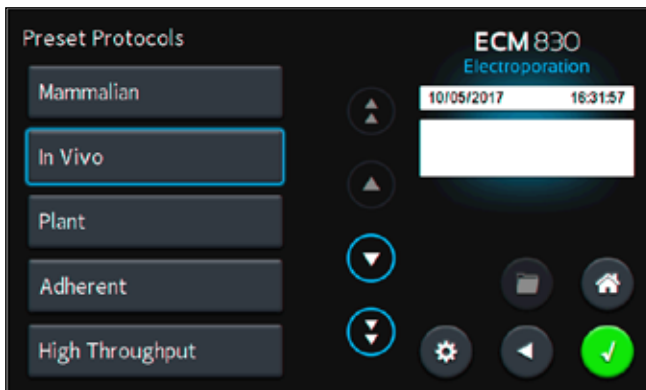 Preset Protocols
Mammalian
In Vivo
Plant
Adherent
High Throughput
ECM 830
Electroporation
10/05/2017 16:31:57